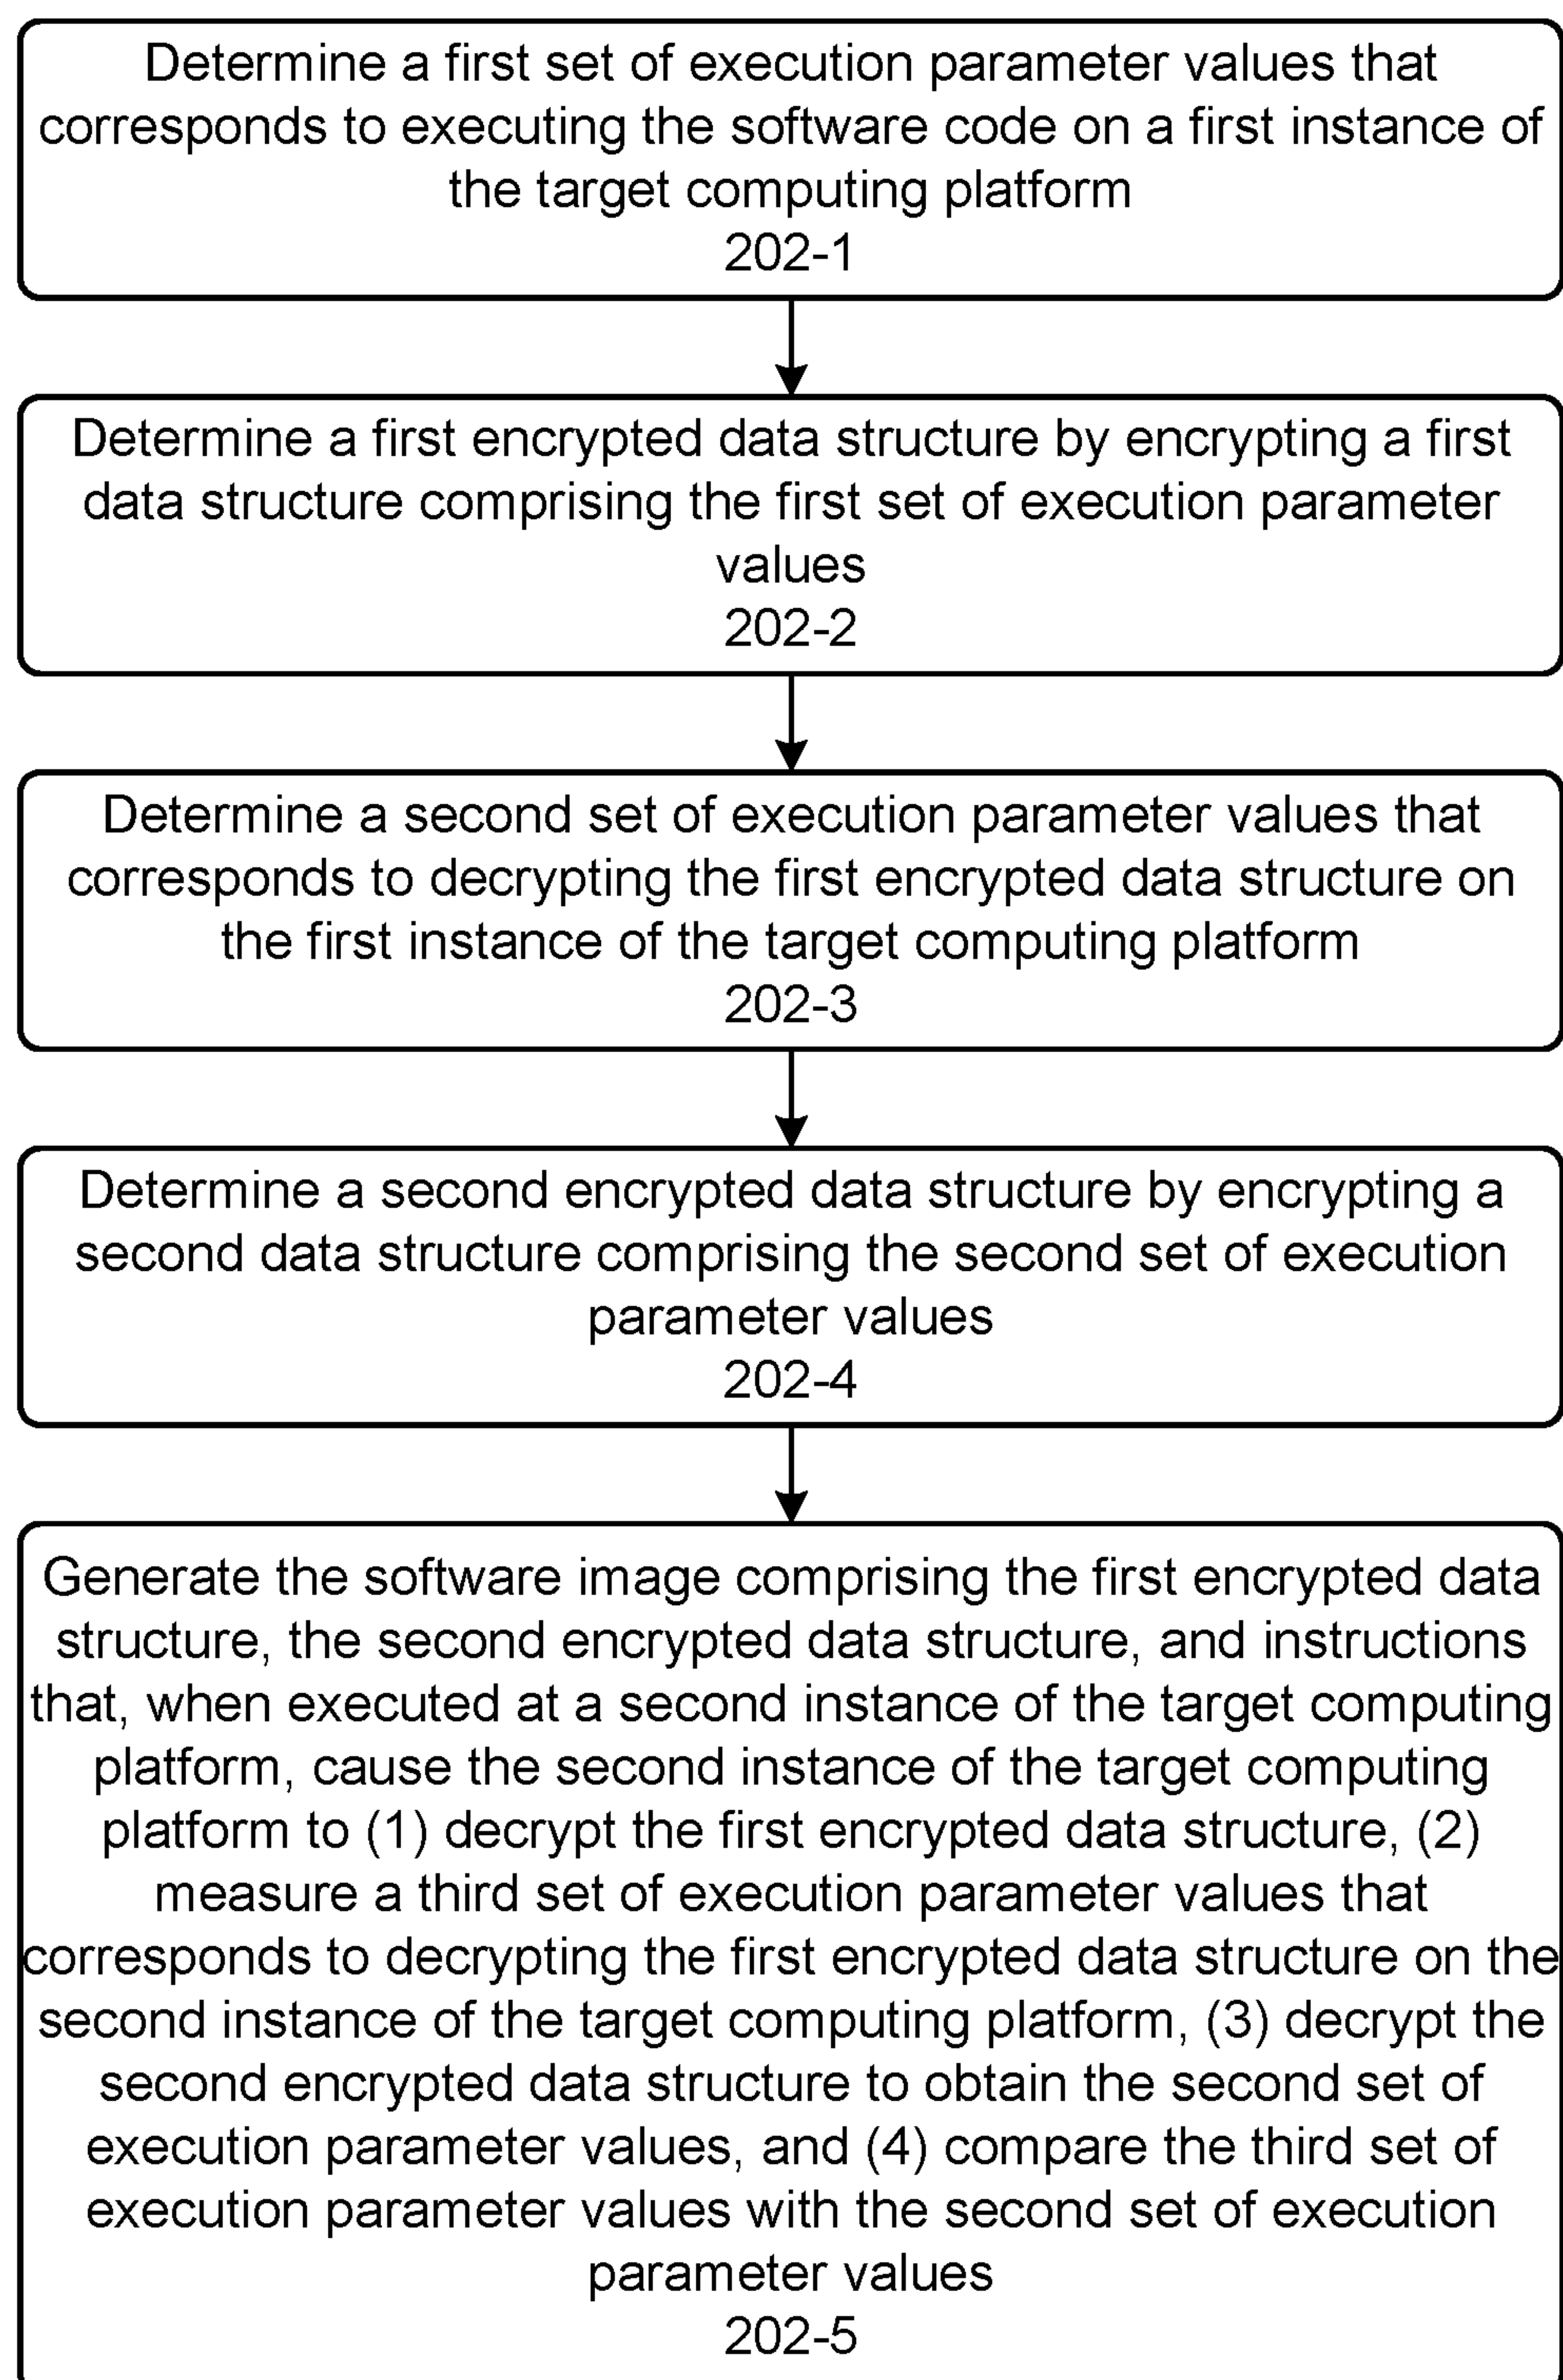 Determine a first set of execution parameter values that
corresponds to executing the software code on a first instance of
the target computing platform
202-1
Determine a first encrypted data structure by encrypting a first
data structure comprising the first set of execution parameter
values
202-2
Determine a second set of execution parameter values that
corresponds to decrypting the first encrypted data structure on
the first instance of the target computing platform
202-3
Determine a second encrypted data structure by encrypting a
second data structure comprising the second set of execution
parameter values
202-4
Generate the software image comprising the first encrypted data
structure, the second encrypted data structure, and instructions
that, when executed at a second instance of the target computing
platform, cause the second instance of the target computing
platform to (1) decrypt the first encrypted data structure, (2)
measure a third set of execution parameter values that
corresponds to decrypting the first encrypted data structure on the
second instance of the target computing platform, (3) decrypt the
second encrypted data structure to obtain the second set of
execution parameter values, and (4) compare the third set of
execution parameter values with the second set of execution
parameter values
202-5